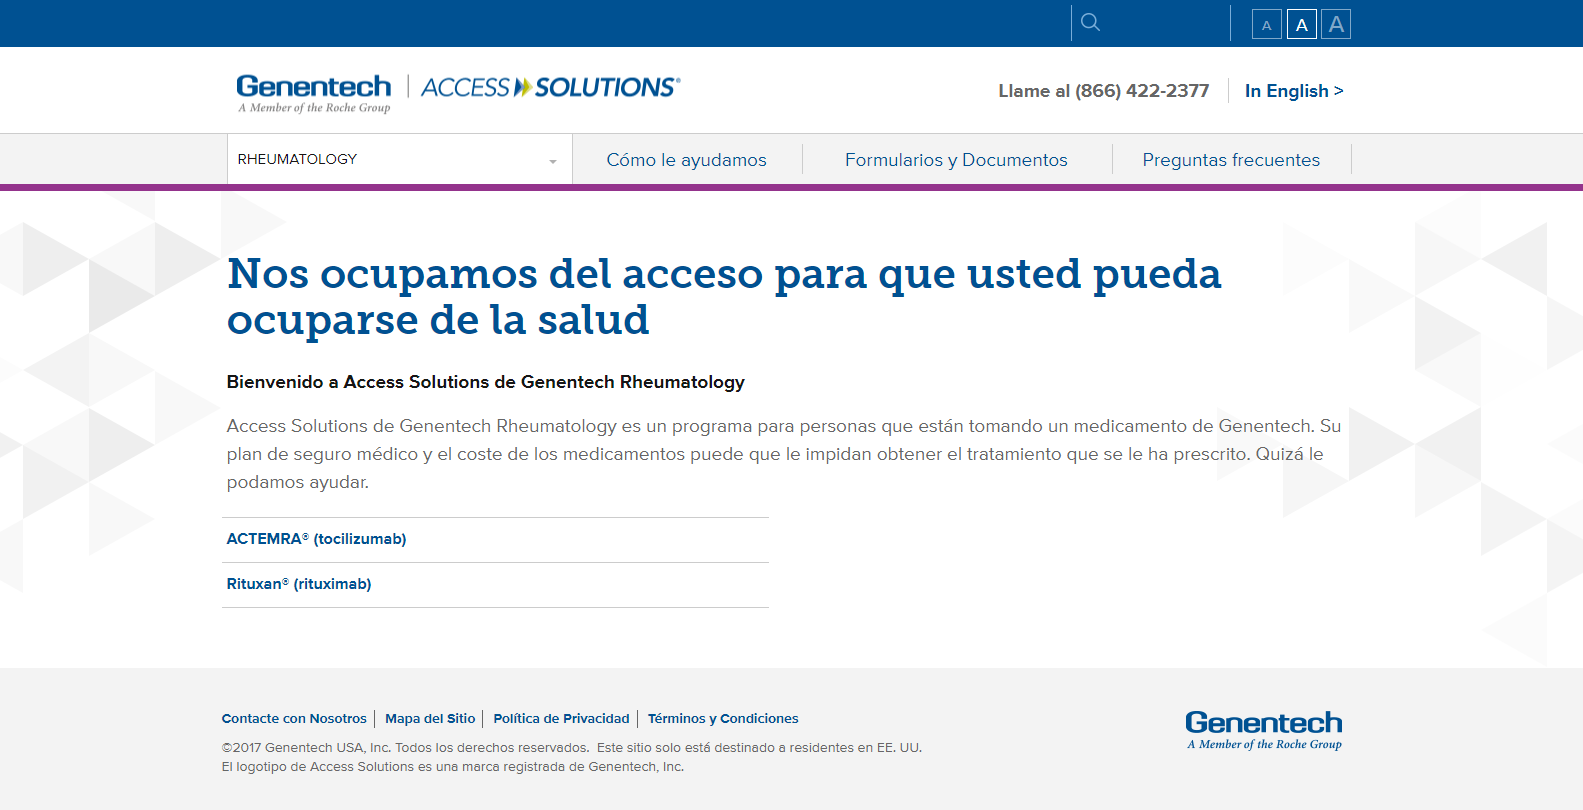 A A A
Genentech
A Member of the Roche Group
ACCESS SOLUTIONS®
Llame al (866) 422-2377
In English >
RHEUMATOLOGY
Cómo le ayudamos
Formularios y Documentos
Preguntas frecuentes
Nos ocupamos del acceso para que usted pueda
ocuparse de la salud
Bienvenido a Access Solutions de Genentech Rheumatology
Access Solutions de Genentech Rheumatology es un programa para personas que están tomando un medicamento de Genentech. Su
plan de seguro médico y el coste de los medicamentos puede que le impidan obtener el tratamiento que se le ha prescrito. Quizá le
podamos ayudar.
ACTEMRA® (tocilizumab)
Rituxan® (rituximab)
Contacte con Nosotros | Mapa del Sitio | Política de Privacidad | Términos y Condiciones
©2017 Genentech USA, Inc. Todos los derechos reservados. Este sitio solo está destinado a residentes en EE. UU.
El logotipo de Access Solutions es una marca registrada de Genentech, Inc.
Genentech
A Member of the Roche Group